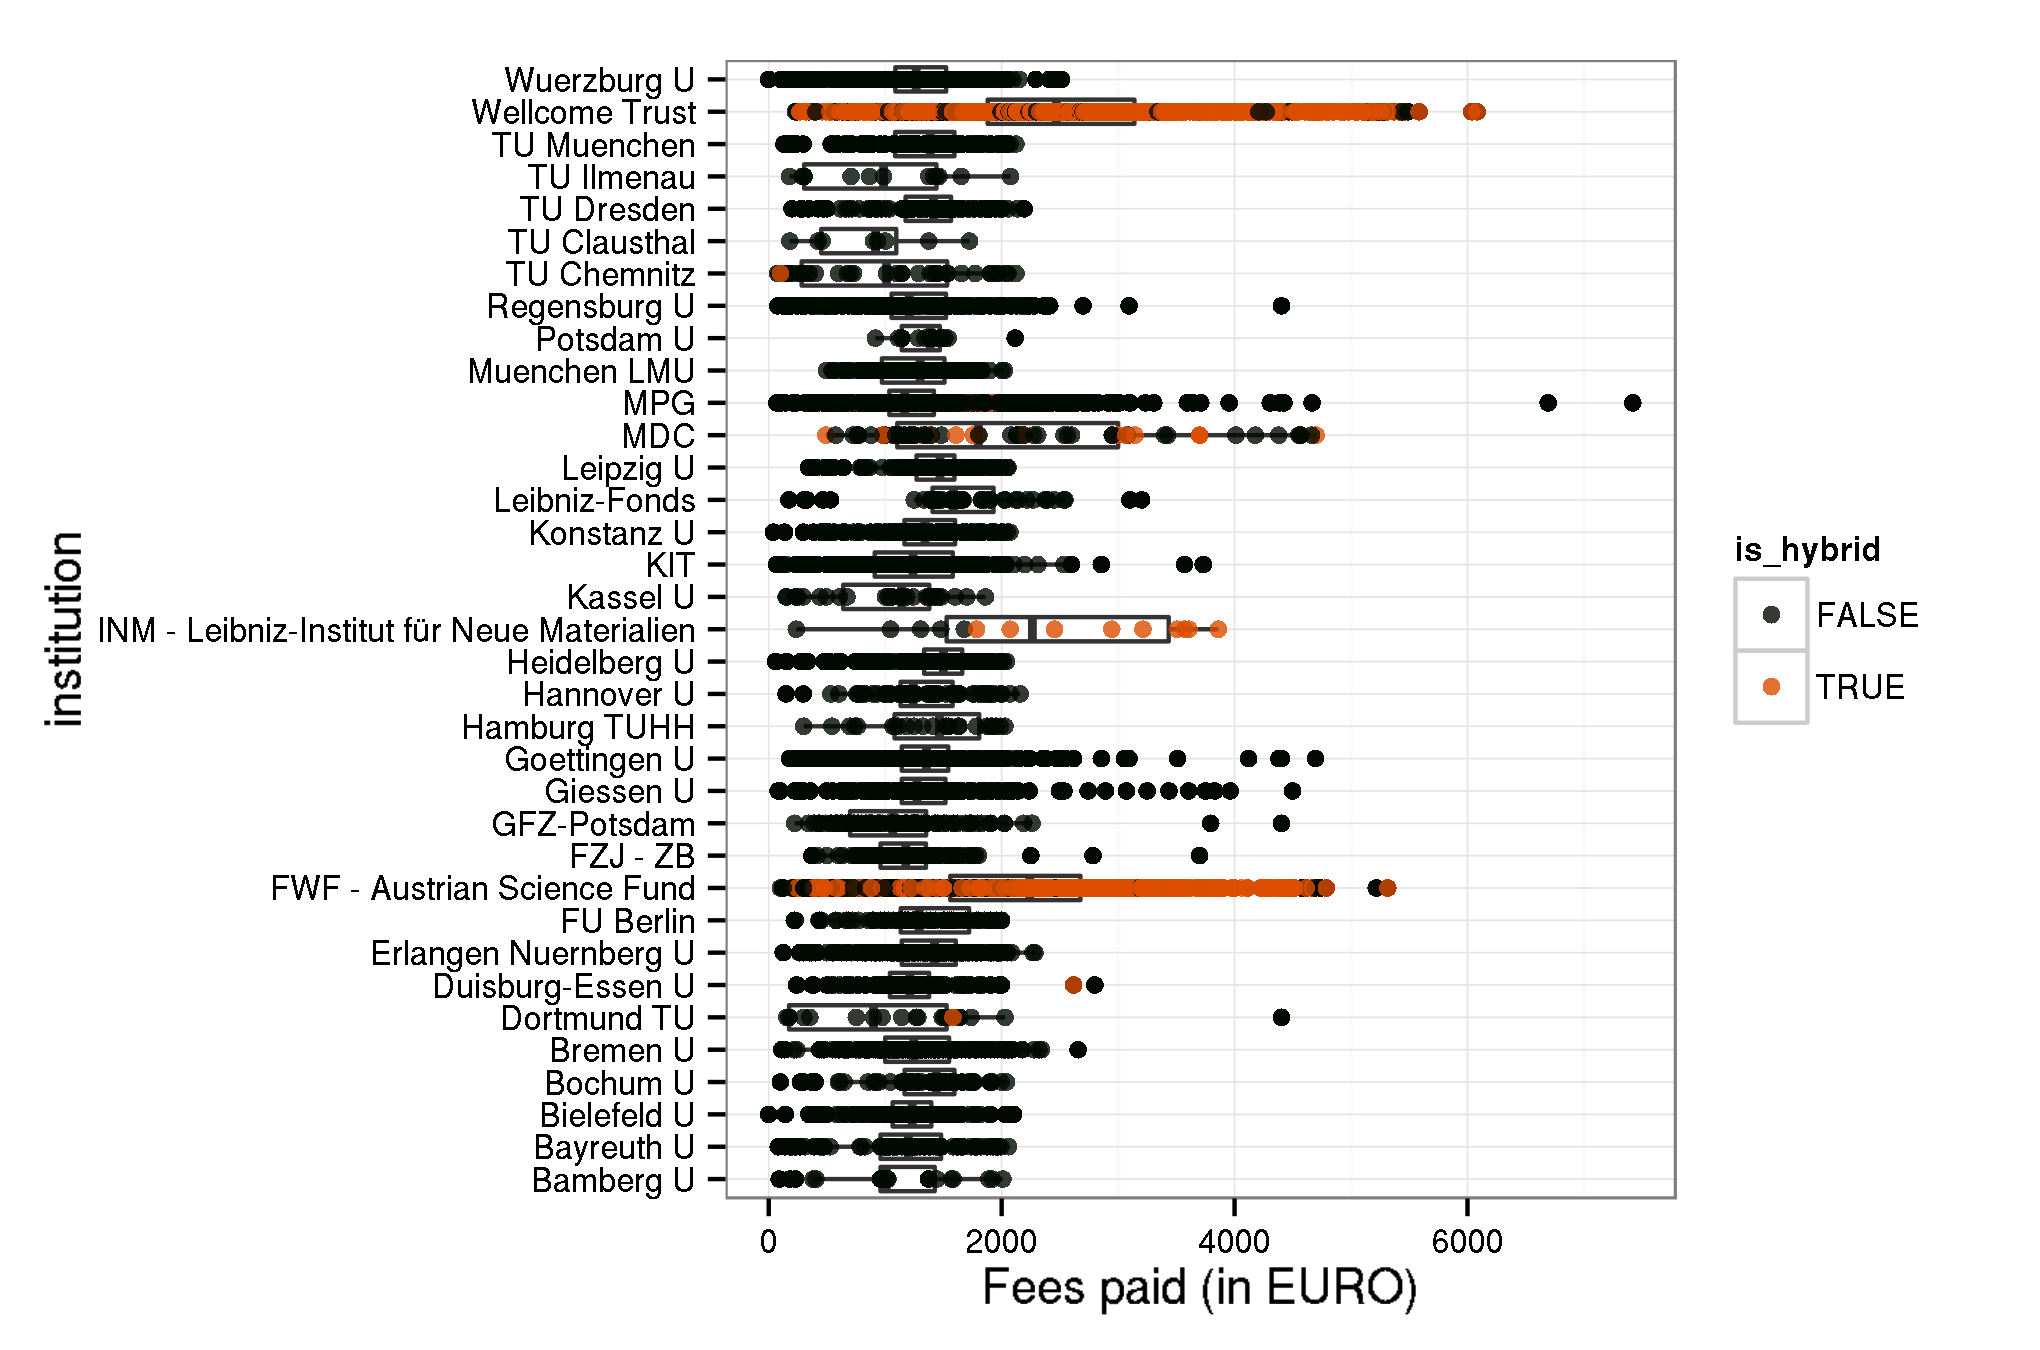 Wuerzburg U
Wellcome Trust
TU Muenchen
TU Ilmenau
TU Dresden
TU Clausthal
TU Chemnitz
Regensburg U
Potsdam U
Muenchen LMU
MPG
MDC
Leipzig U
Leibniz-Fonds
Konstanz U
KIT
Kassel U
INM - Leibniz-Institut für Neue Materialien
Heidelberg U
Hannover U
Hamburg TUHH
Goettingen U
Giessen U
GFZ-Potsdam
FZJ - ZB
FWF - Austrian Science Fund
FU Berlin
Erlangen Nuernberg U
Duisburg-Essen U
Dortmund TU
Bremen U
Bochum U
Bielefeld U
Bayreuth U
Bamberg U
institution
0 2000 4000 6000
Fees paid (in EURO)
is_hybrid
FALSE
TRUE